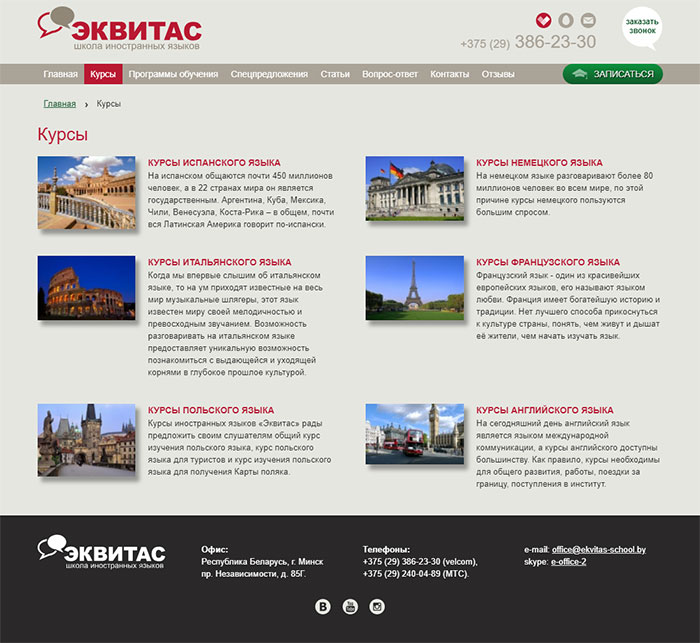 ЭКВИТАС
школа иностранных языков
+375 (29) 386-23-30
заказать
звонок
Главная Курсы Программы обучения Спецпредложения Статьи Вопрос-ответ Контакты Отзывы
ЗАПИСАТЬСЯ
Главная › Курсы
Курсы
КУРСЫ ИСПАНСКОГО ЯЗЫКА
На испанском общаются почти 450 миллионов
человек, а в 22 странах мира он является
государственным. Аргентина, Куба, Мексика,
Чили, Венесуэла, Коста-Рика – в общем, почти
вся Латинская Америка говорит по-испански.
КУРСЫ НЕМЕЦКОГО ЯЗЫКА
На немецком языке разговаривают более 80
миллионов человек во всем мире, по этой
причине курсы немецкого пользуются
большим спросом.
КУРСЫ ИТАЛЬЯНСКОГО ЯЗЫКА
Когда мы впервые слышим об итальянском
языке, то на ум приходят известные на весь
мир музыкальные шлягеры, этот язык
известен миру своей мелодичностью и
превосходным звучанием. Возможность
разговаривать на итальянском языке
предоставляет уникальную возможность
познакомиться с выдающейся и уходящей
корнями в глубокое прошлое культурой.
КУРСЫ ФРАНЦУЗСКОГО ЯЗЫКА
Французский язык - один из красивейших
европейских языков, его называют языком
любви. Франция имеет богатейшую историю и
традиции. Нет лучшего способа прикоснуться
к культуре страны, понять, чем живут и дышат
её жители, чем начать изучать язык.
КУРСЫ ПОЛЬСКОГО ЯЗЫКА
Курсы иностранных языков «Эквитас» рады
предложить своим слушателям общий курс
изучения польского языка, курс польского
языка для туристов и курс изучения польского
языка для получения Карты поляка.
КУРСЫ АНГЛИЙСКОГО ЯЗЫКА
На сегодняшний день английский язык
является языком международной
коммуникации, а курсы английского доступны
большинству. Как правило, курсы необходимы
для общего развития, работы, поездки за
границу, поступления в институт.
ЭКВИТАС
школа иностранных языков
Офис:
Республика Беларусь, г. Минск
пр. Независимости, д. 85Г.
Телефоны:
+375 (29) 386-23-30 (velcom),
+375 (29) 240-04-89 (МТС).
e-mail: office@ekvitas-school.by
skype: e-office-2
B
You
Tube